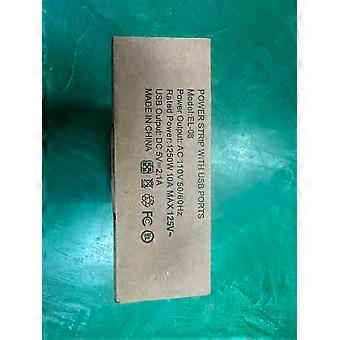 POWER STRIP WITH USB PORTS
Model:EL-08
Power Output: AC:110V 50/60Hz
Rated Power:1250W 10A MAX.125V~
USB Output: DC 5V⎓2.1A
MADE IN CHINA
FC